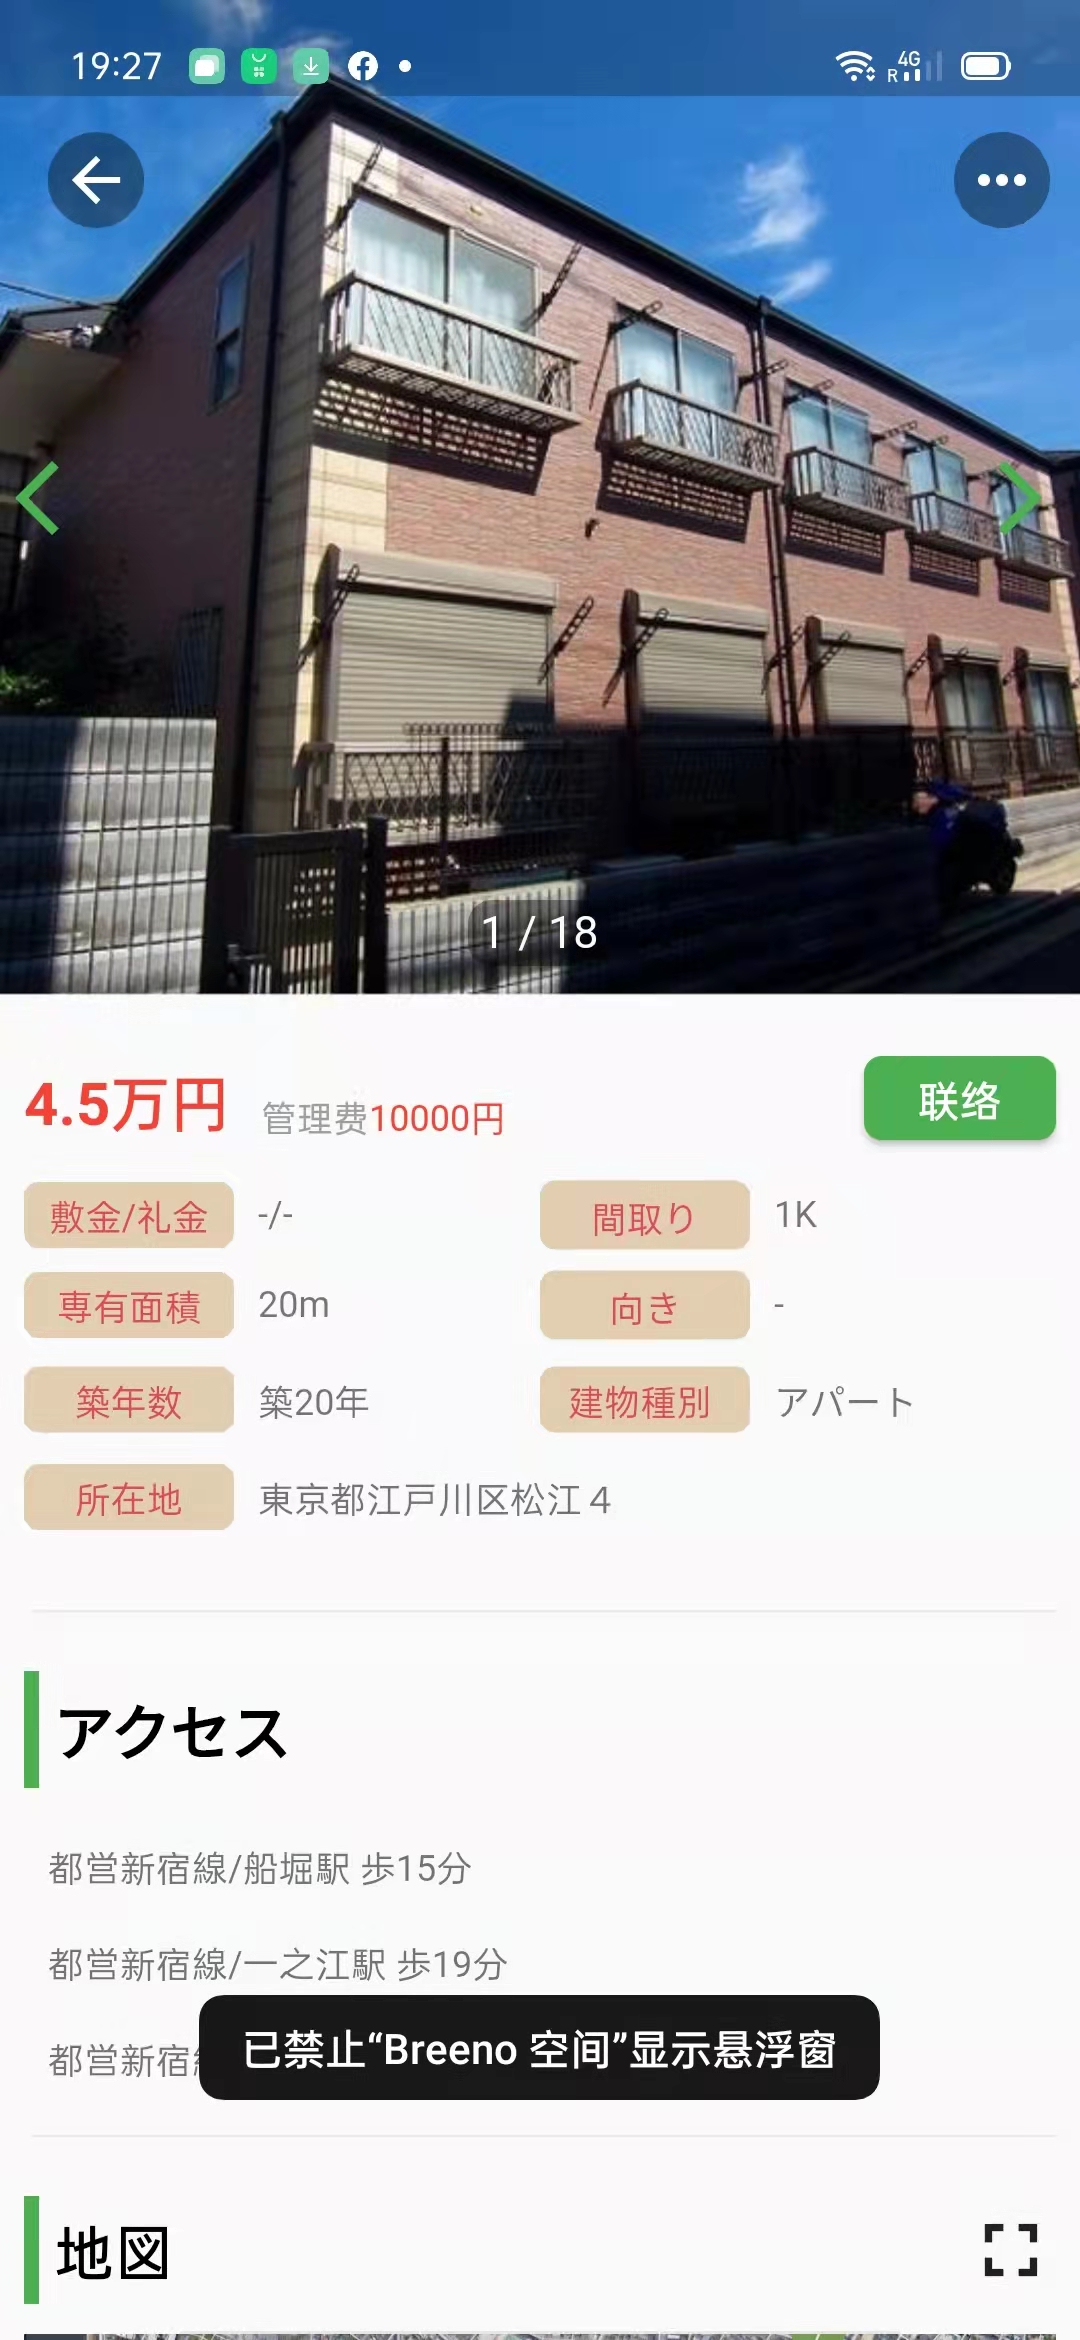 19:27
4G
R
1 / 18
4.5万円 管理费10000円
联络
敷金/礼金 -/- 間取り 1K
専有面積 20m 向き -
築年数 築20年 建物種別 アパート
所在地 東京都江戸川区松江４
アクセス
都営新宿線/船堀駅 歩15分
都営新宿線/一之江駅 歩19分
都営新宿
已禁止“Breeno 空间”显示悬浮窗
地図